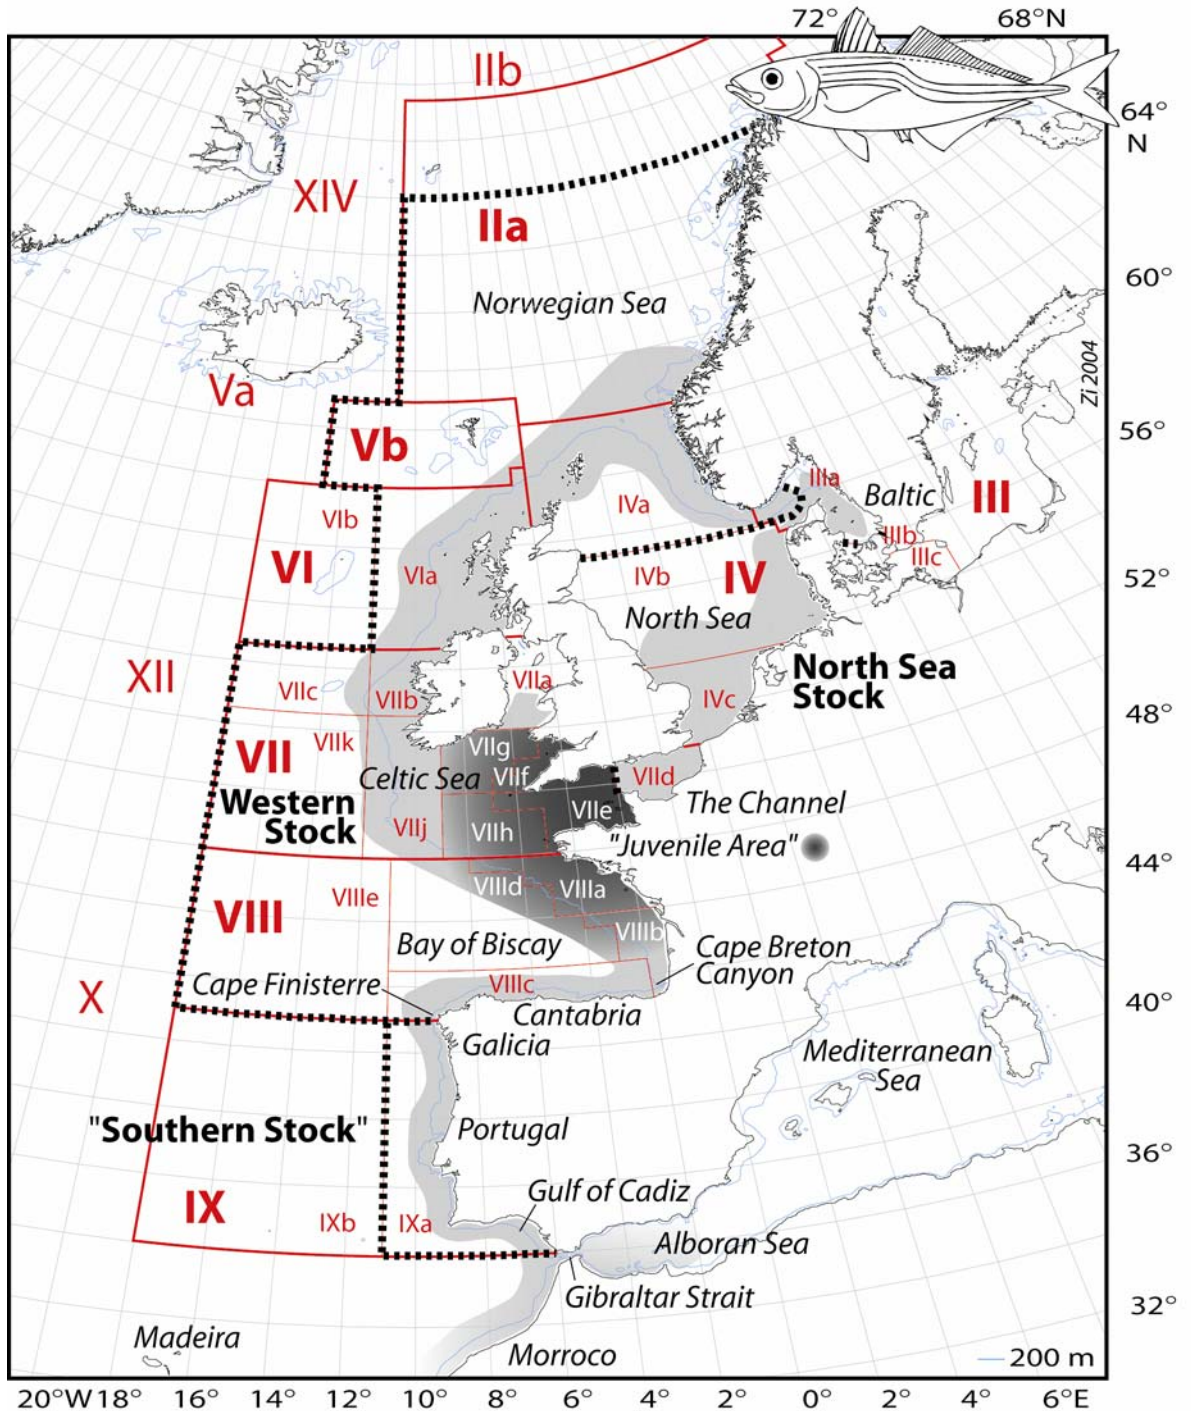 72° 68°N
IIb
64°
N
XIV
IIa
60°
Norwegian Sea
Zi 2004
Va
56°
Vb
IIIa
Baltic
III
VIb
IVa
IIIb
IIIc
VI
VIa
IVb
IV
52°
North Sea
XII
VIIc
VIIb
VIIa
IVc
North Sea
Stock
48°
VII
VIIk
VIIg
Celtic Sea
VIIf
VIId
Western
Stock
VIIj
VIIh
VIIe
The Channel
"Juvenile Area"
44°
VIII
VIIIe
VIIId
VIIIa
VIIIb
Bay of Biscay
Cape Breton
Canyon
X
Cape Finisterre
VIIIc
40°
Cantabria
Galicia
Mediterranean
Sea
"Southern Stock"
Portugal
36°
IX
IXb
IXa
Gulf of Cadiz
Alboran Sea
Gibraltar Strait
32°
Madeira
Morroco
200 m
20°W 18° 16° 14° 12° 10° 8° 6° 4° 0° 2° 4° 6°E